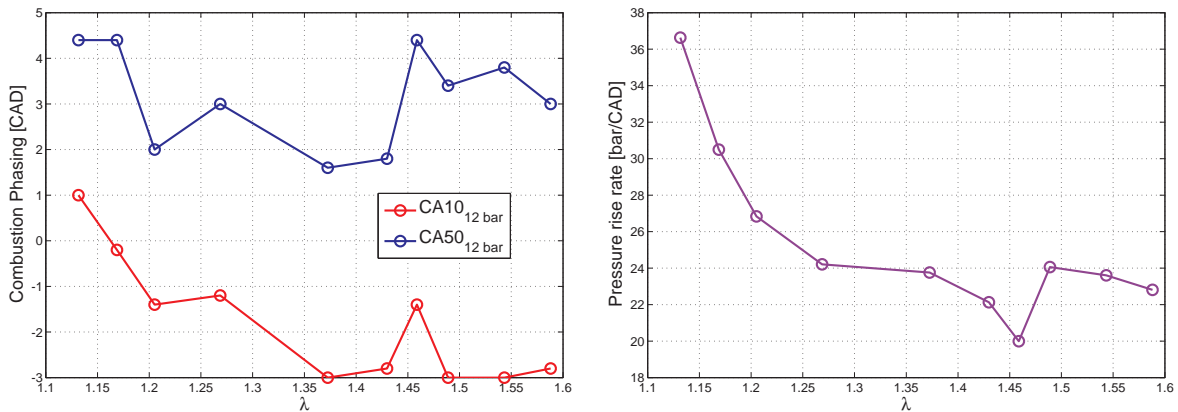 5
4
3
2
1
0
-1
-2
-3
Combustion Phasing [CAD]
CA10 12 bar
CA50 12 bar
1.1 1.15 1.2 1.25 1.3 1.35 1.4 1.45 1.5 1.55 1.6
λ
38
36
34
32
30
28
26
24
22
20
18
Pressure rise rate [bar/CAD]
1.1 1.15 1.2 1.25 1.3 1.35 1.4 1.45 1.5 1.55 1.6
λ